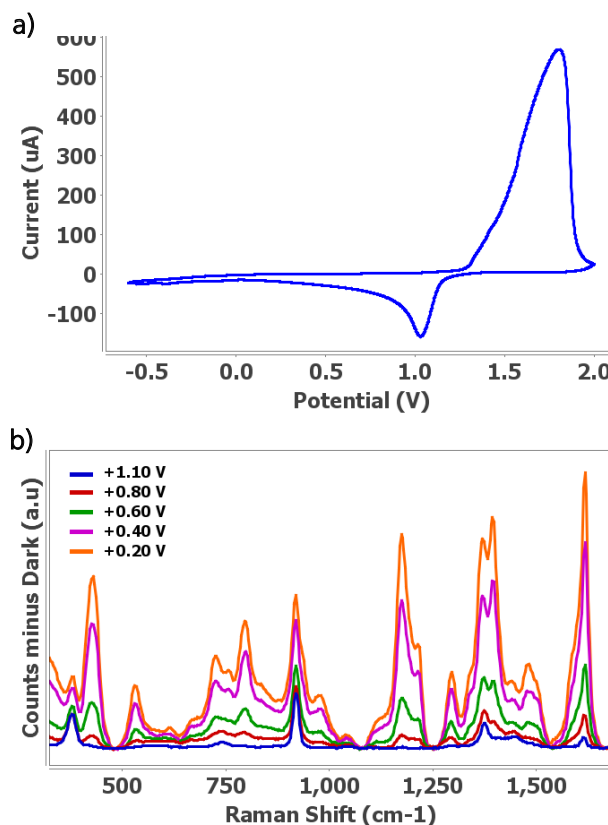 a)
600
500
400
300
200
100
0
-100
Current (uA)
-0.5 0.0 0.5 1.0 1.5 2.0
Potential (V)
b)
+1.10 V
+0.80 V
+0.60 V
+0.40 V
+0.20 V
Counts minus Dark (a.u)
500 750 1,000 1,250 1,500
Raman Shift (cm-1)